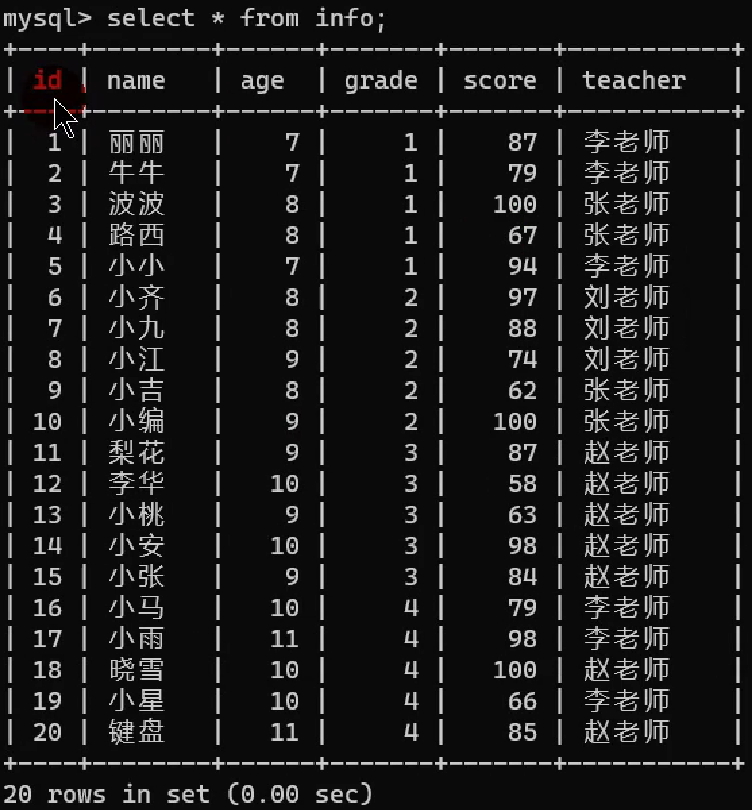 mysql> select * from info;
+----+--------+------+-------+-------+-----------+
| id | name | age | grade | score | teacher |
+----+--------+------+-------+-------+-----------+
| 1 | 丽丽 | 7 | 1 | 87 | 李老师 |
| 2 | 牛牛 | 7 | 1 | 79 | 李老师 |
| 3 | 波波 | 8 | 1 | 100 | 张老师 |
| 4 | 路西 | 8 | 1 | 67 | 张老师 |
| 5 | 小小 | 7 | 1 | 94 | 李老师 |
| 6 | 小齐 | 8 | 2 | 97 | 刘老师 |
| 7 | 小九 | 8 | 2 | 88 | 刘老师 |
| 8 | 小江 | 9 | 2 | 74 | 刘老师 |
| 9 | 小吉 | 8 | 2 | 62 | 张老师 |
| 10 | 小编 | 9 | 2 | 100 | 张老师 |
| 11 | 梨花 | 9 | 3 | 87 | 赵老师 |
| 12 | 李华 | 10 | 3 | 58 | 赵老师 |
| 13 | 小桃 | 9 | 3 | 63 | 赵老师 |
| 14 | 小安 | 10 | 3 | 98 | 赵老师 |
| 15 | 小张 | 9 | 3 | 84 | 赵老师 |
| 16 | 小马 | 10 | 4 | 79 | 李老师 |
| 17 | 小雨 | 11 | 4 | 98 | 李老师 |
| 18 | 晓雪 | 10 | 4 | 100 | 赵老师 |
| 19 | 小星 | 10 | 4 | 66 | 李老师 |
| 20 | 键盘 | 11 | 4 | 85 | 赵老师 |
+----+--------+------+-------+-------+-----------+
20 rows in set (0.00 sec)